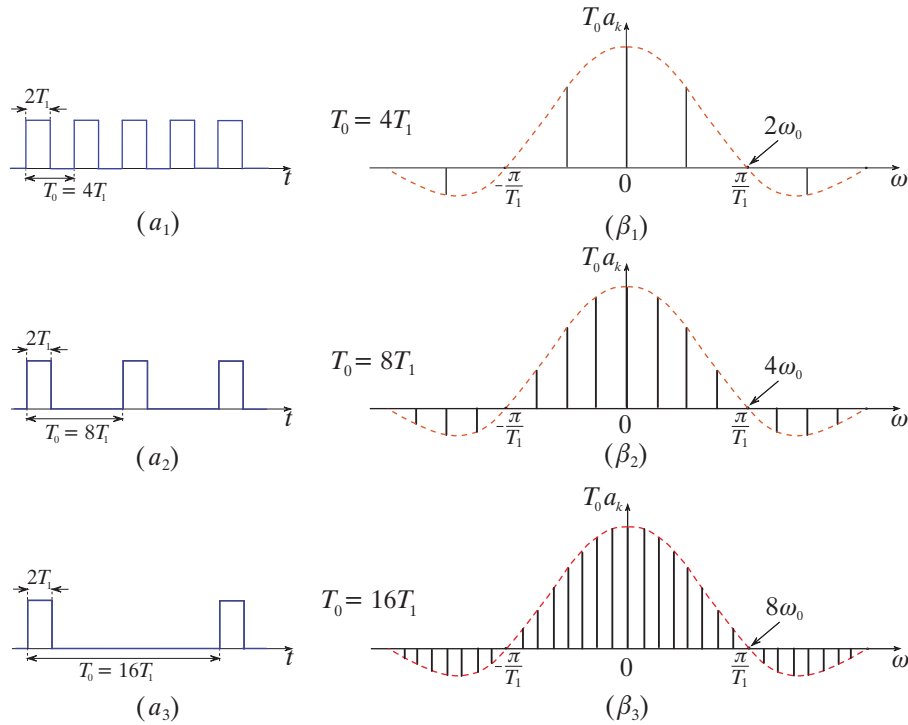 T₀aₖ
2T₁
T₀ = 4T₁
2ω₀
t
T₀ = 4T₁
-π/T₁
0
π/T₁
ω
(a₁)
(β₁)
T₀aₖ
2T₁
T₀ = 8T₁
4ω₀
t
T₀ = 8T₁
-π/T₁
0
π/T₁
ω
(a₂)
(β₂)
T₀aₖ
2T₁
T₀ = 16T₁
8ω₀
t
T₀ = 16T₁
-π/T₁
0
π/T₁
ω
(a₃)
(β₃)